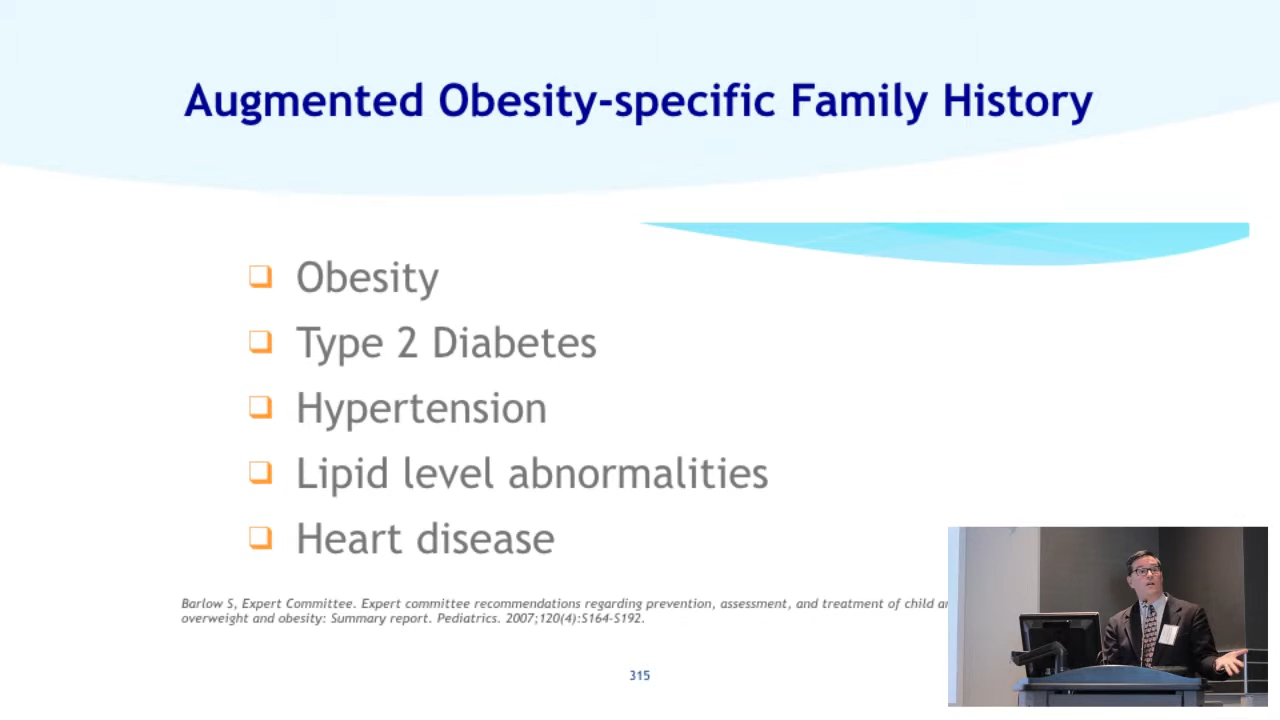 Augmented Obesity-specific Family History
Obesity
Type 2 Diabetes
Hypertension
Lipid level abnormalities
Heart disease
Barlow S, Expert Committee. Expert committee recommendations regarding prevention, assessment, and treatment of child
overweight and obesity: Summary report. Pediatrics. 2007;120(4):S164-S192.
315